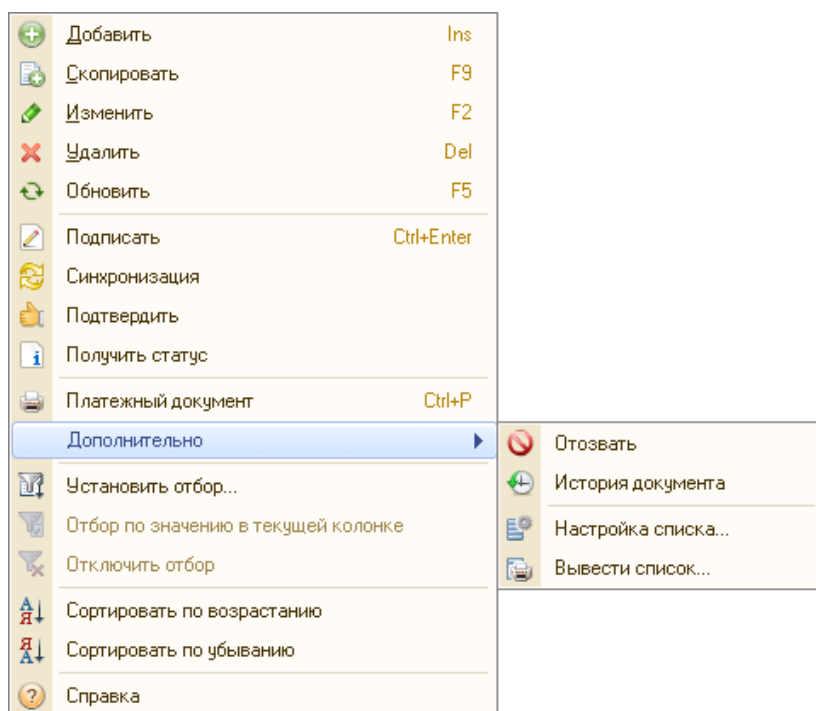 Добавить Ins
Скопировать F9
Изменить F2
Удалить Del
Обновить F5
Подписать Ctrl+Enter
Синхронизация
Подтвердить
Получить статус
Платежный документ Ctrl+P
Дополнительно
Отозвать
История документа
Настройка списка...
Вывести список...
Установить отбор...
Отбор по значению в текущей колонке
Отключить отбор
Сортировать по возрастанию
Сортировать по убыванию
Справка